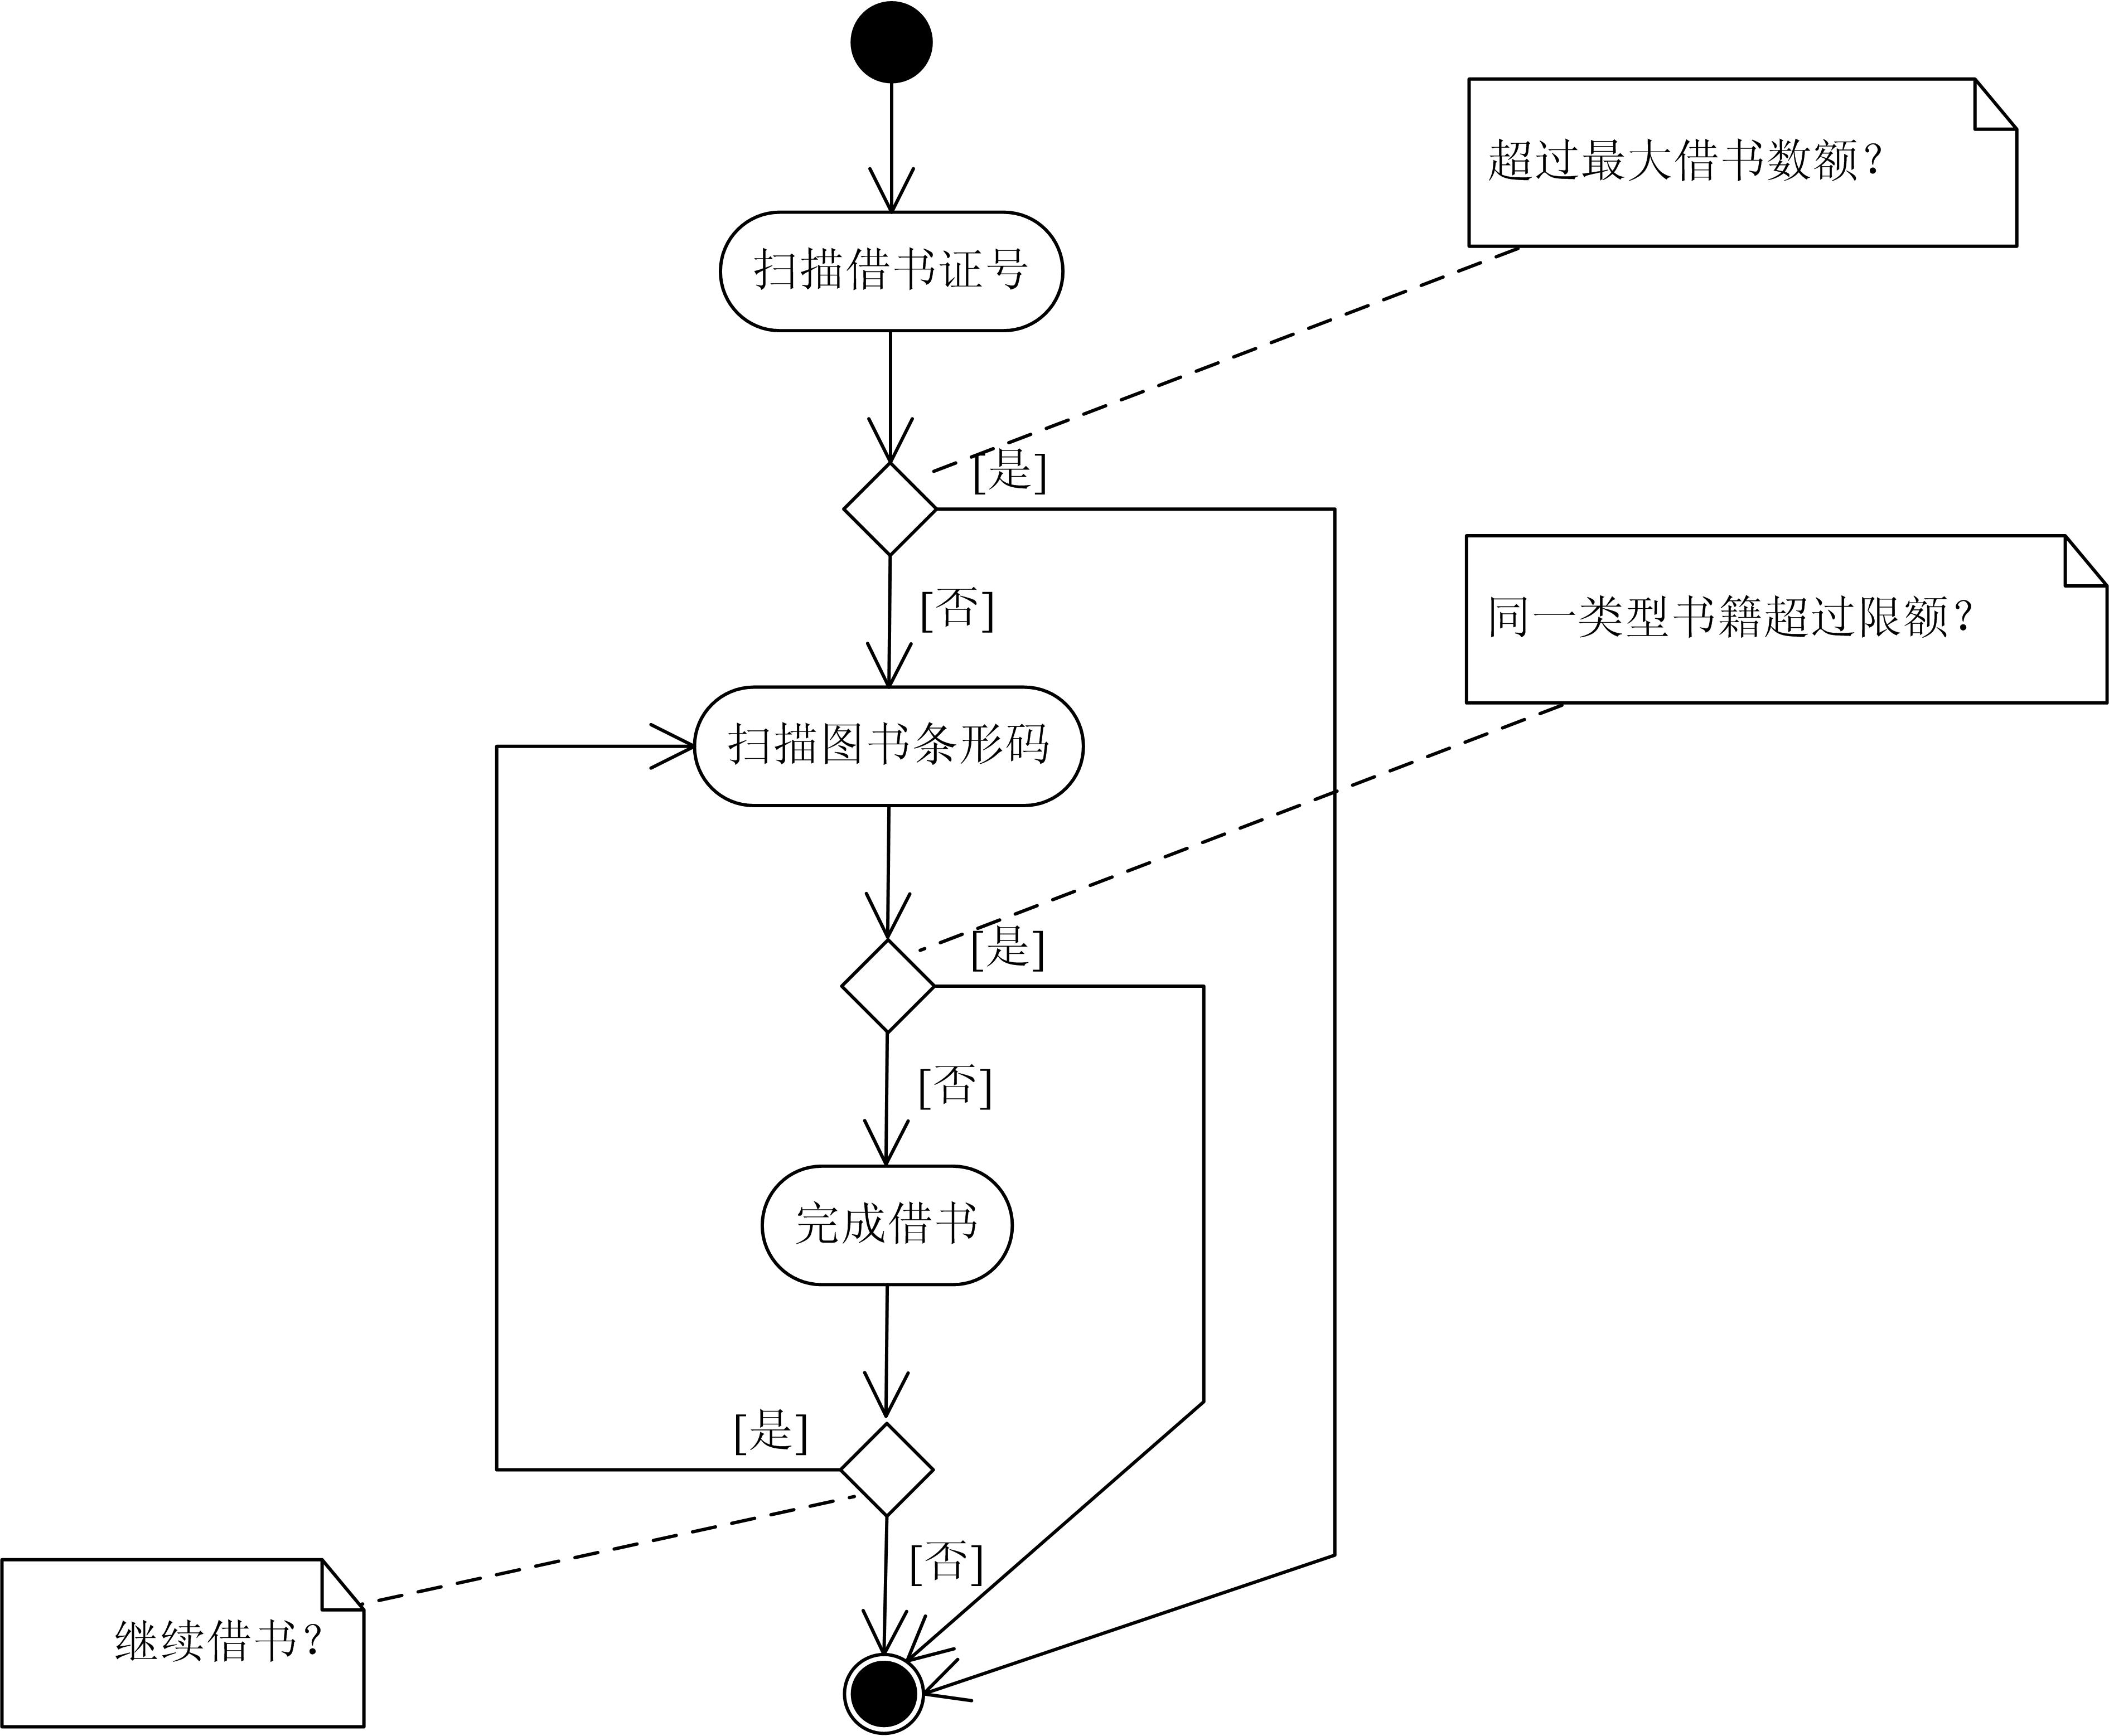 超过最大借书数额？
扫描借书证号
[是]
[否]
同一类型书籍超过限额？
扫描图书条形码
[是]
[否]
完成借书
[是]
[否]
继续借书？